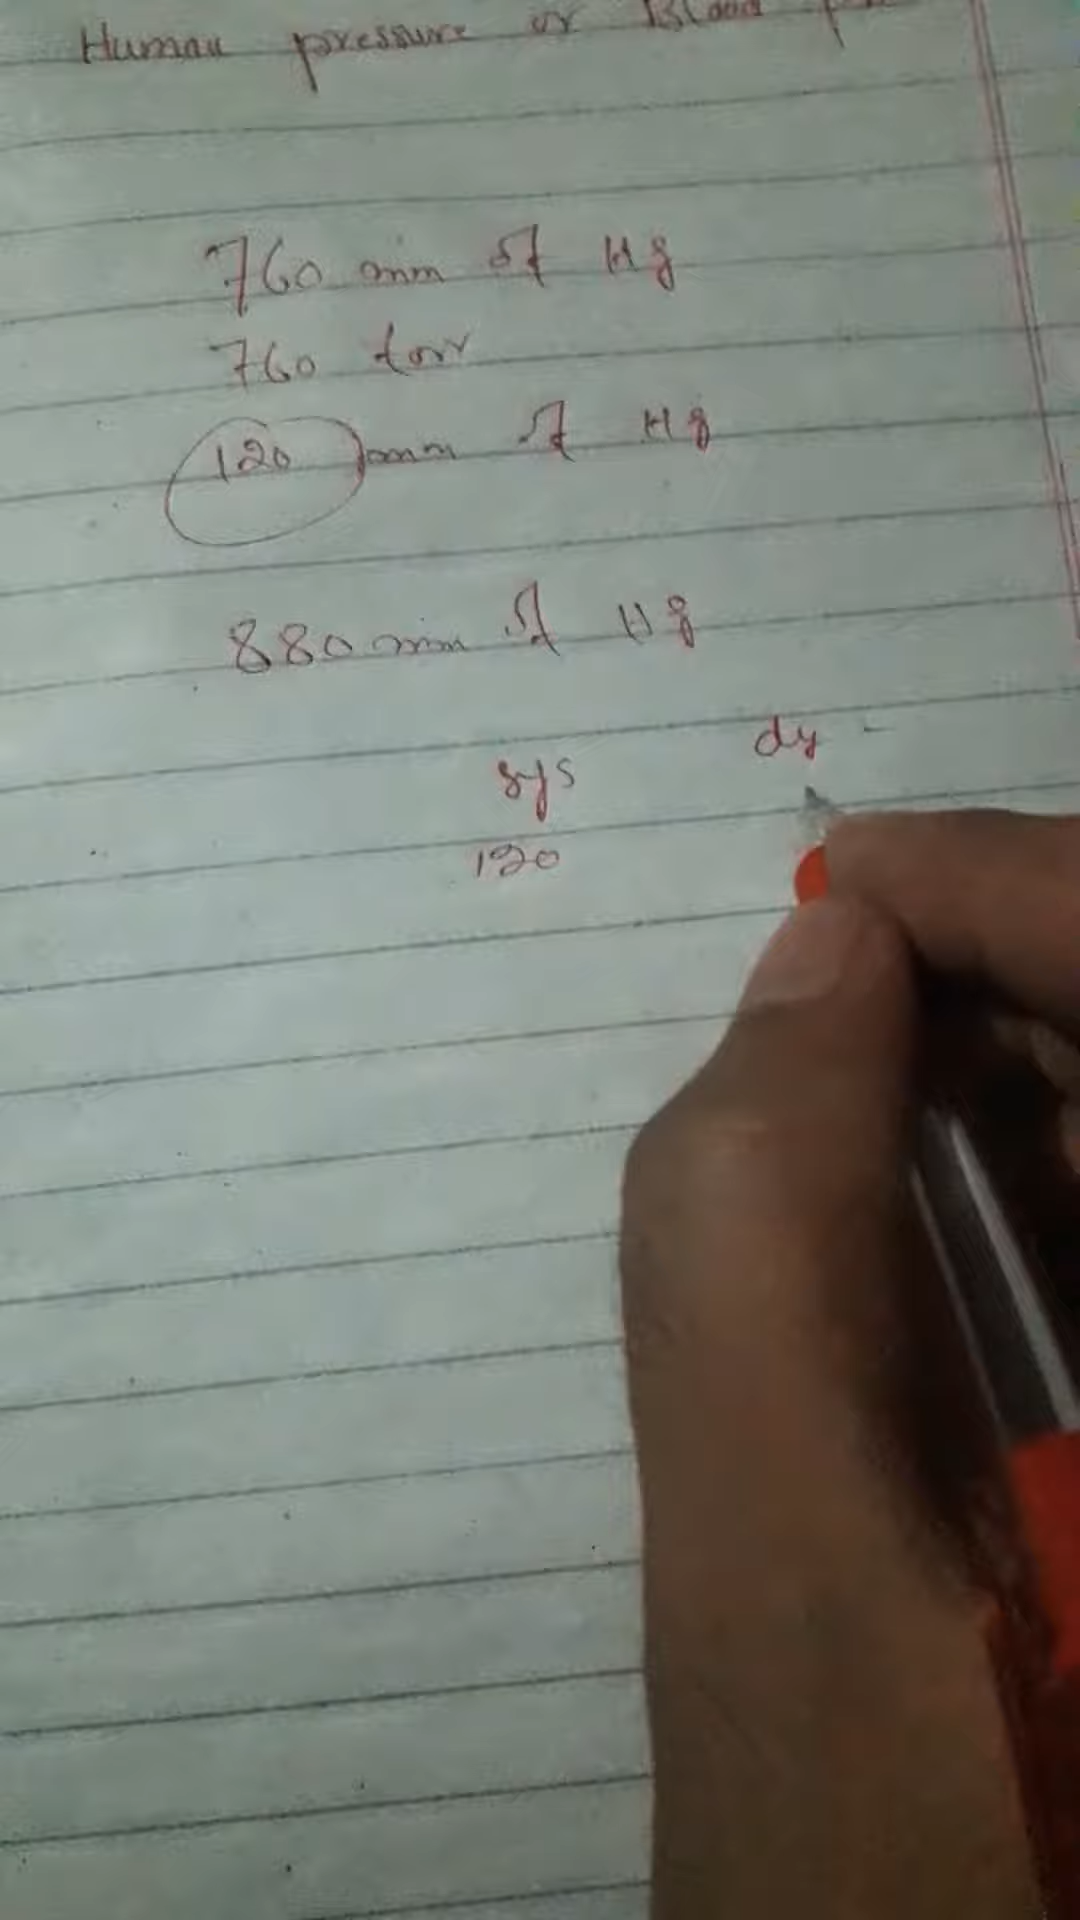 Human pressure or Blood
760 mm of Hg
760 torr
120 mm of Hg
880 mm of Hg
sys dy -
120